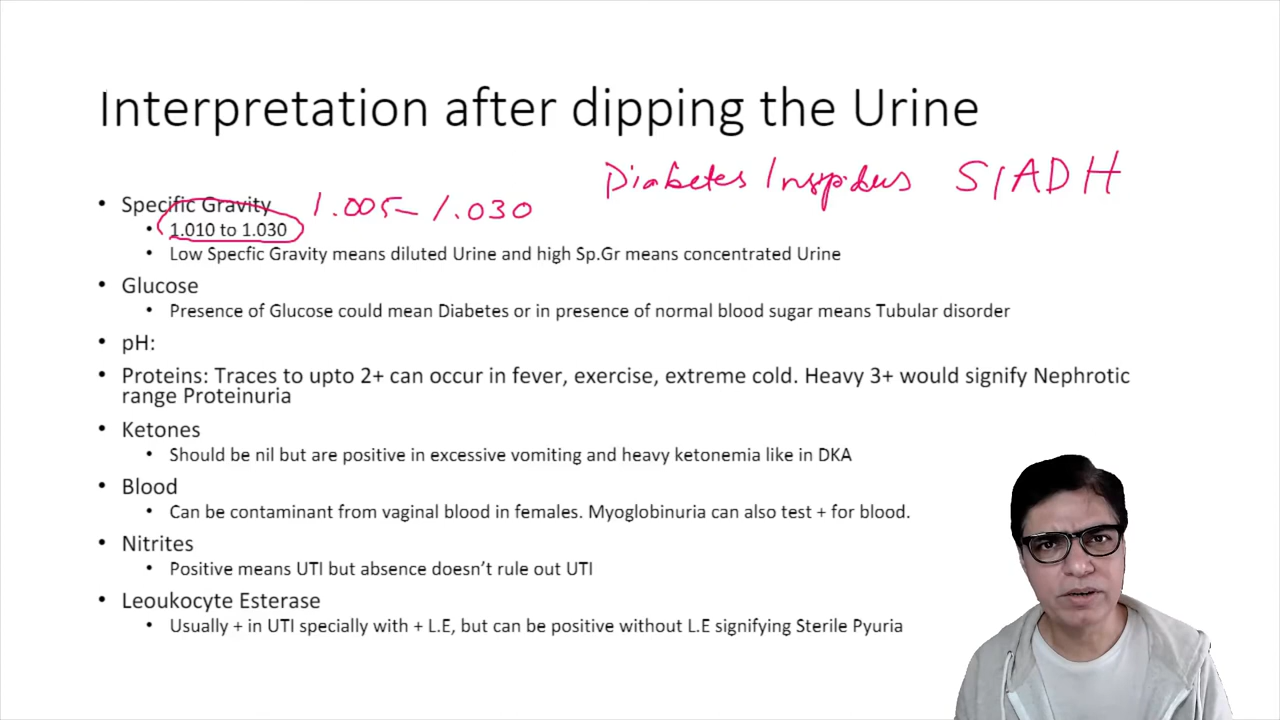 Interpretation after dipping the Urine
Diabetes Inspidus SIADH
• Specific Gravity
1.005 - 1.030
• 1.010 to 1.030
• Low Specfic Gravity means diluted Urine and high Sp.Gr means concentrated Urine
• Glucose
• Presence of Glucose could mean Diabetes or in presence of normal blood sugar means Tubular disorder
• pH:
• Proteins: Traces to upto 2+ can occur in fever, exercise, extreme cold. Heavy 3+ would signify Nephrotic
range Proteinuria
• Ketones
• Should be nil but are positive in excessive vomiting and heavy ketonemia like in DKA
• Blood
• Can be contaminant from vaginal blood in females. Myoglobinuria can also test + for blood.
• Nitrites
• Positive means UTI but absence doesn't rule out UTI
• Leoukocyte Esterase
• Usually + in UTI specially with + L.E, but can be positive without L.E signifying Sterile Pyuria